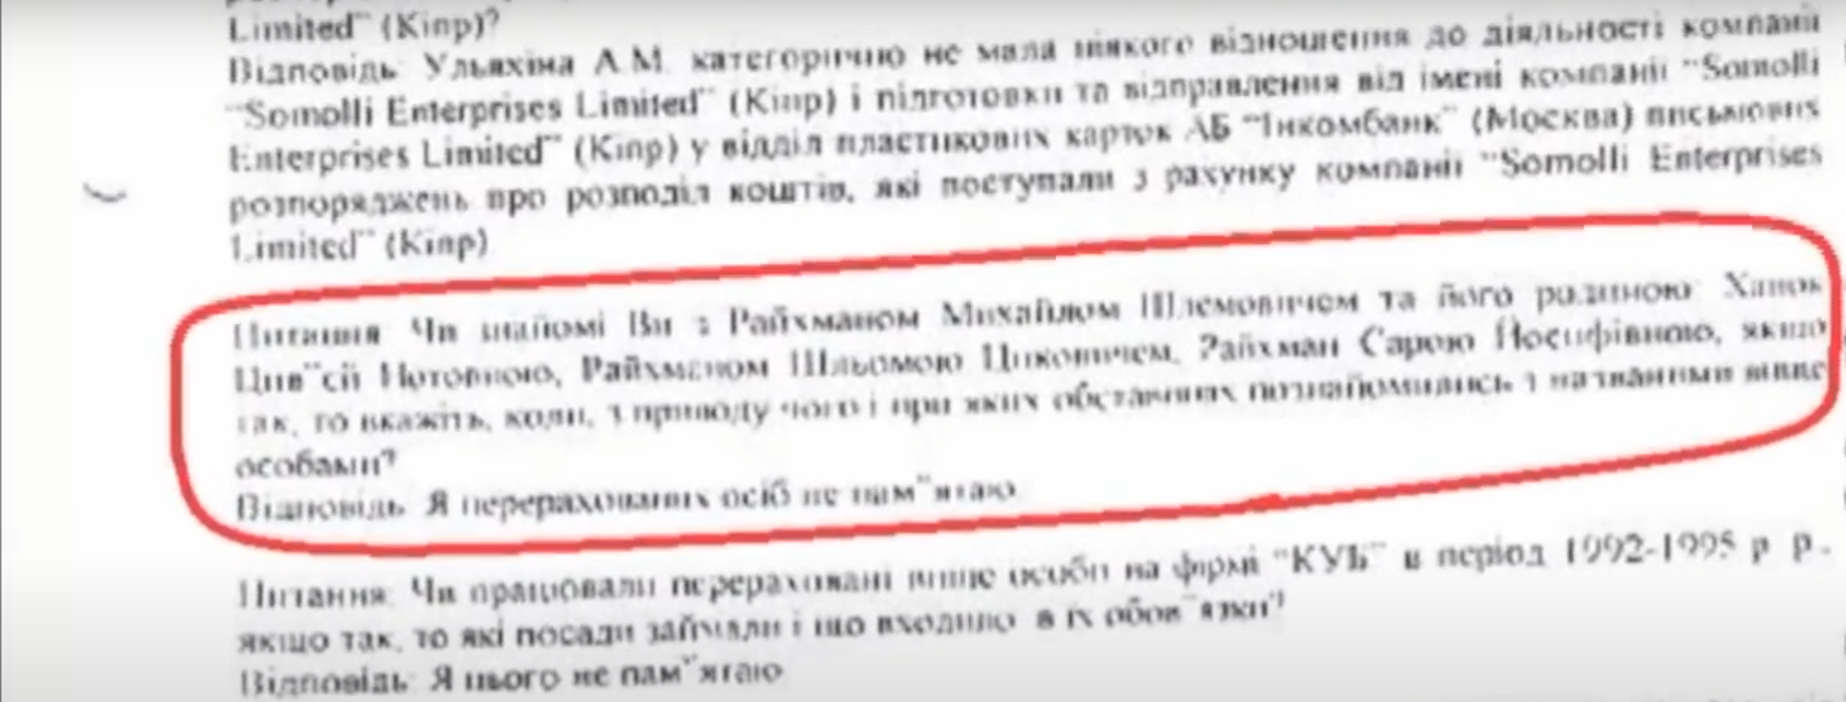 Limited" (Кіпр)?
Відповідь: Ульяхіна А.М. категорично не мала ніякого відношення до діяльності компанії
"Somolli Enterprises Limited" (Кіпр) і підготовки та відправлення від імені компанії "Somolli
Enterprises Limited" (Кіпр) у відділ пластикових карток АБ "Інкомбанк" (Москва) письмових
розпоряджень про розподіл коштів, які поступали з рахунку компанії "Somolli Enterprises
Limited" (Кіпр)
Питання: Чи знайомі Ви з Райхманом Михайлом Шлемовичем та його родиною: Ханок
Нотовною, Райхманом Шльомою Райхман Сарою Йосифівною, якщо
так, то вкажіть, коли, з приводу чого і при яких обставинах познайомились з названими вище
особами?
Відповідь: Я перерахованих осіб не пам"ятаю.
Питання: Чи працювали перераховані вище особи на фірмі "КУБ" в період 1992-1995 р.р.,
якщо так, то які посади займали і що входило в їх обов"язки?
Відповідь: Я цього не пам"ятаю